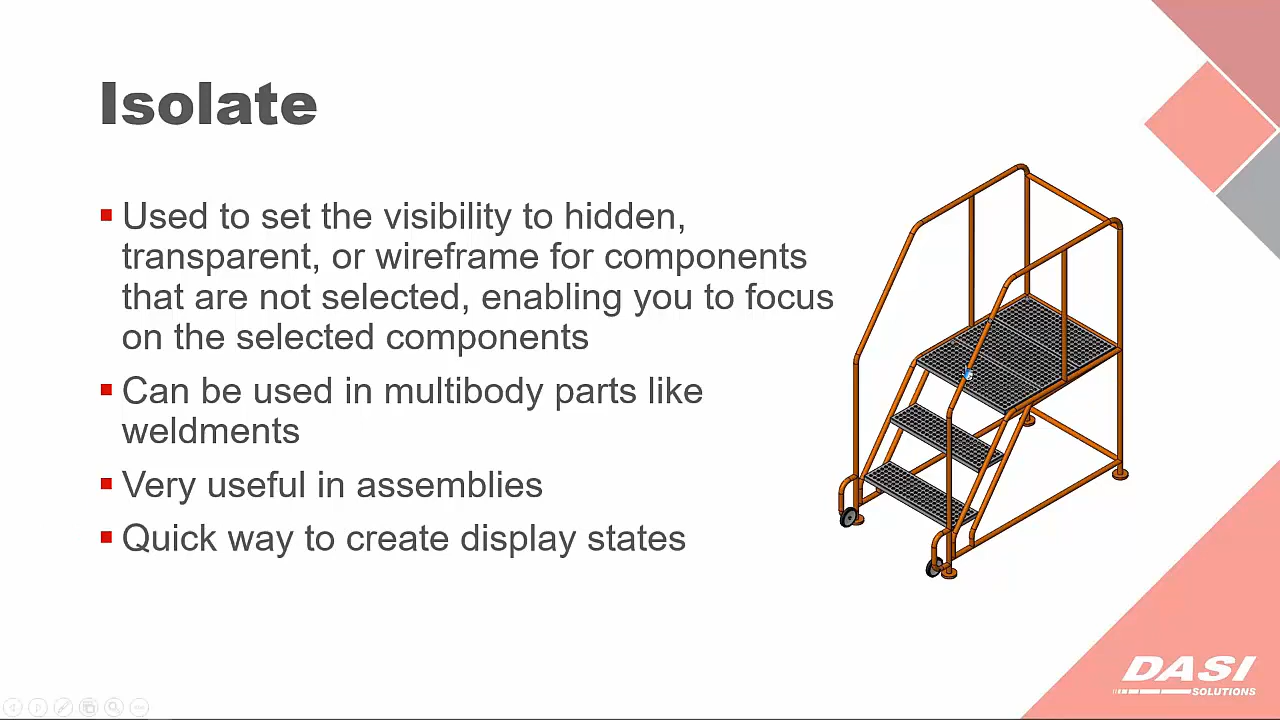 Isolate
Used to set the visibility to hidden,
transparent, or wireframe for components
that are not selected, enabling you to focus
on the selected components
Can be used in multibody parts like
weldments
Very useful in assemblies
Quick way to create display states
DASI
SOLUTIONS